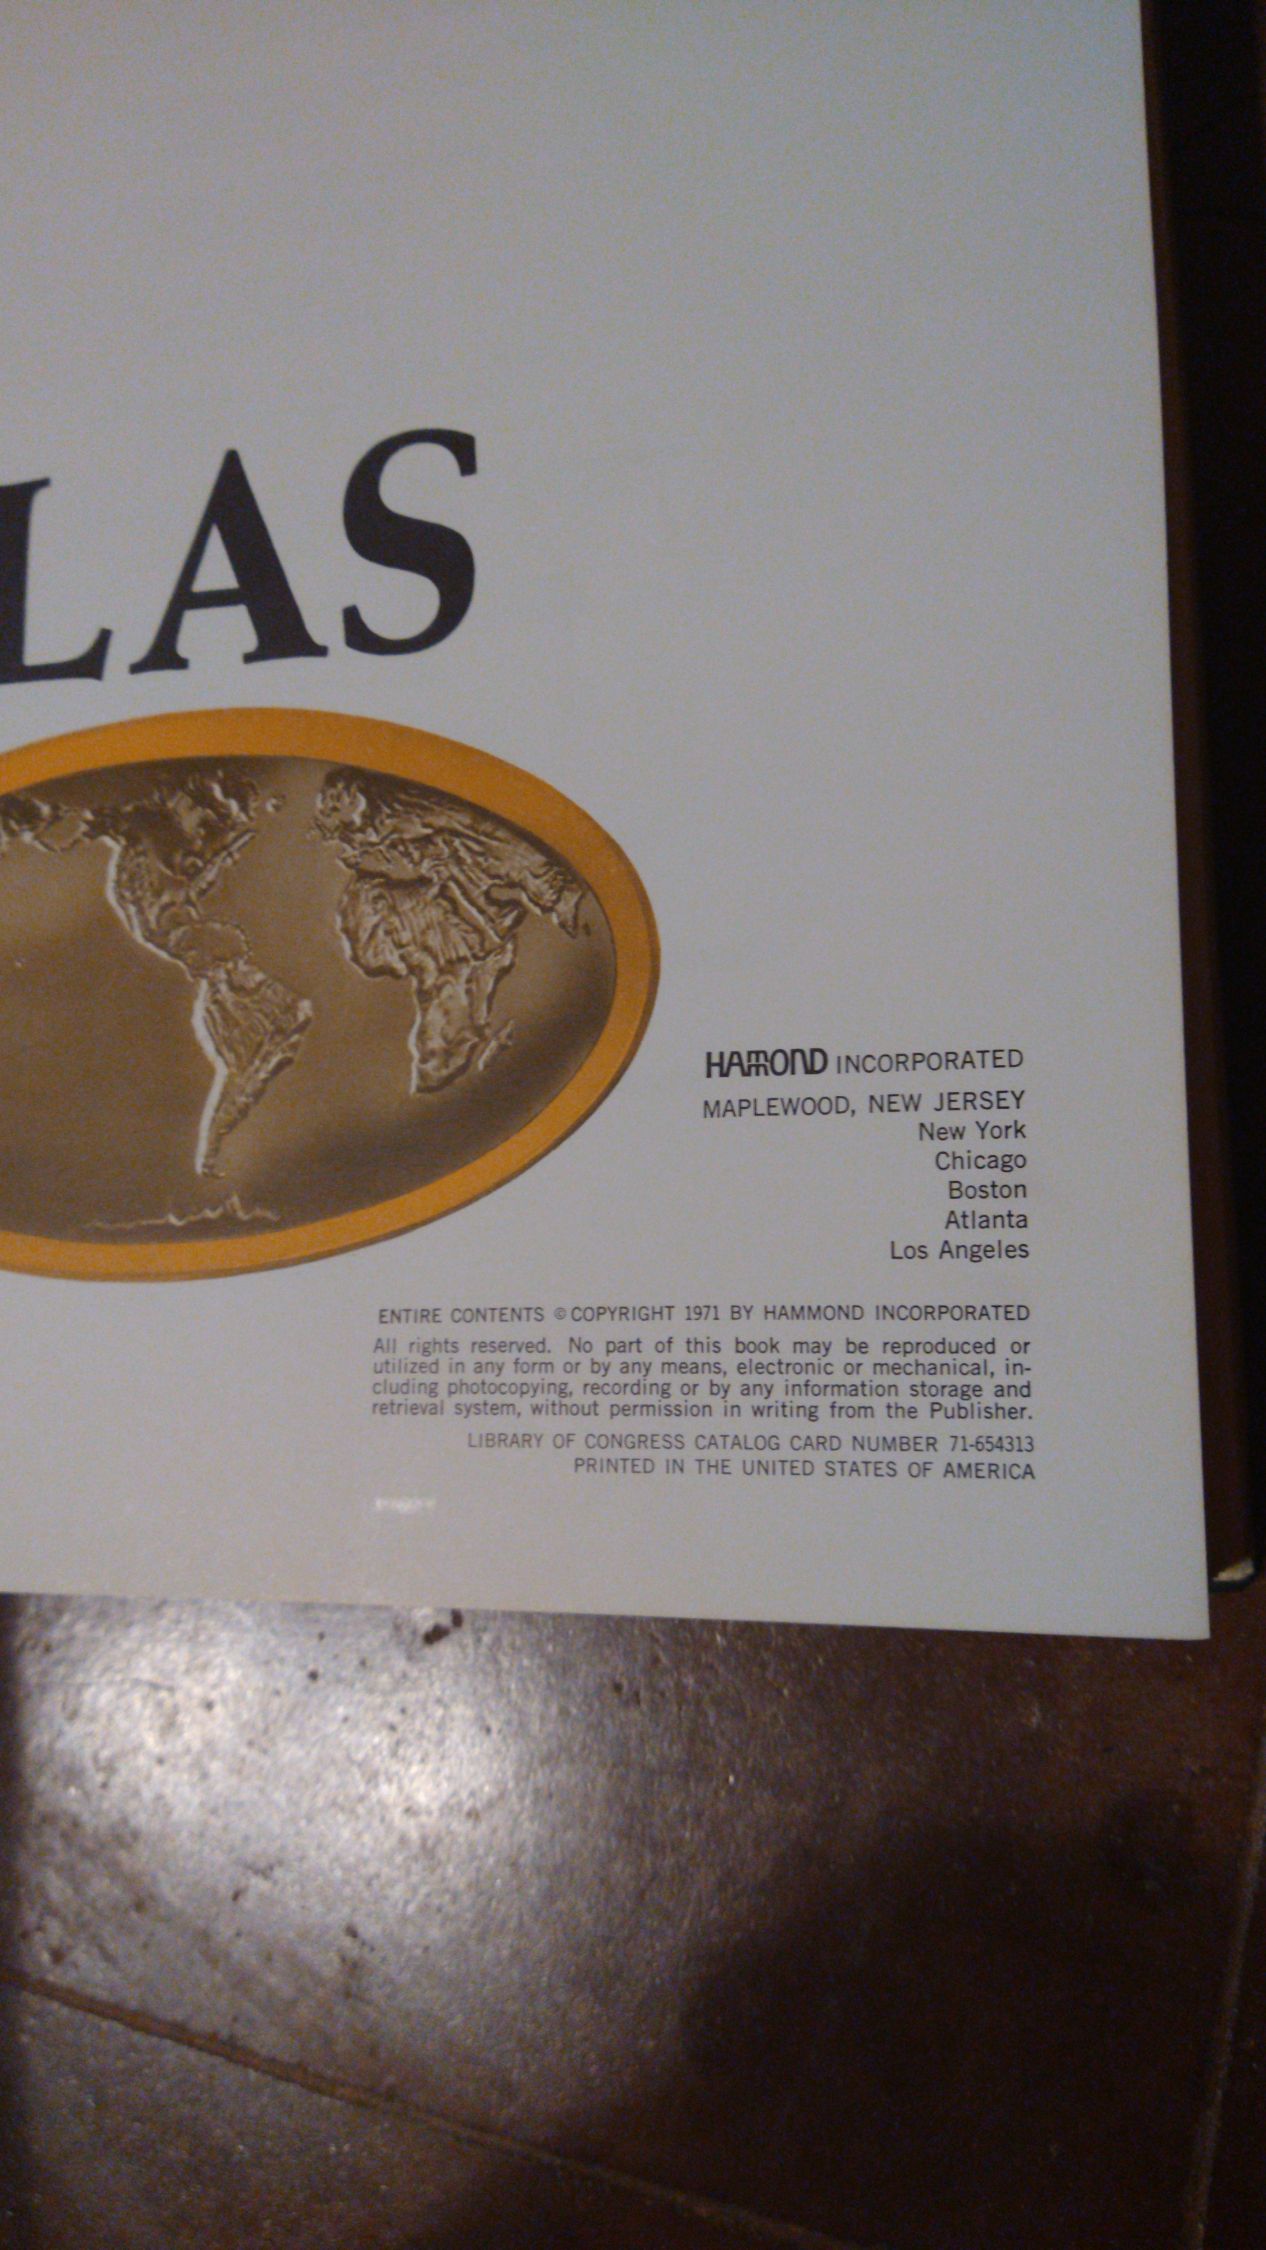 LAS
HAMMOND INCORPORATED
MAPLEWOOD, NEW JERSEY
New York
Chicago
Boston
Atlanta
Los Angeles
ENTIRE CONTENTS © COPYRIGHT 1971 BY HAMMOND INCORPORATED
All rights reserved. No part of this book may be reproduced or
utilized in any form or by any means, electronic or mechanical, in-
cluding photocopying, recording or by any information storage and
retrieval system, without permission in writing from the Publisher.
LIBRARY OF CONGRESS CATALOG CARD NUMBER 71-654313
PRINTED IN THE UNITED STATES OF AMERICA